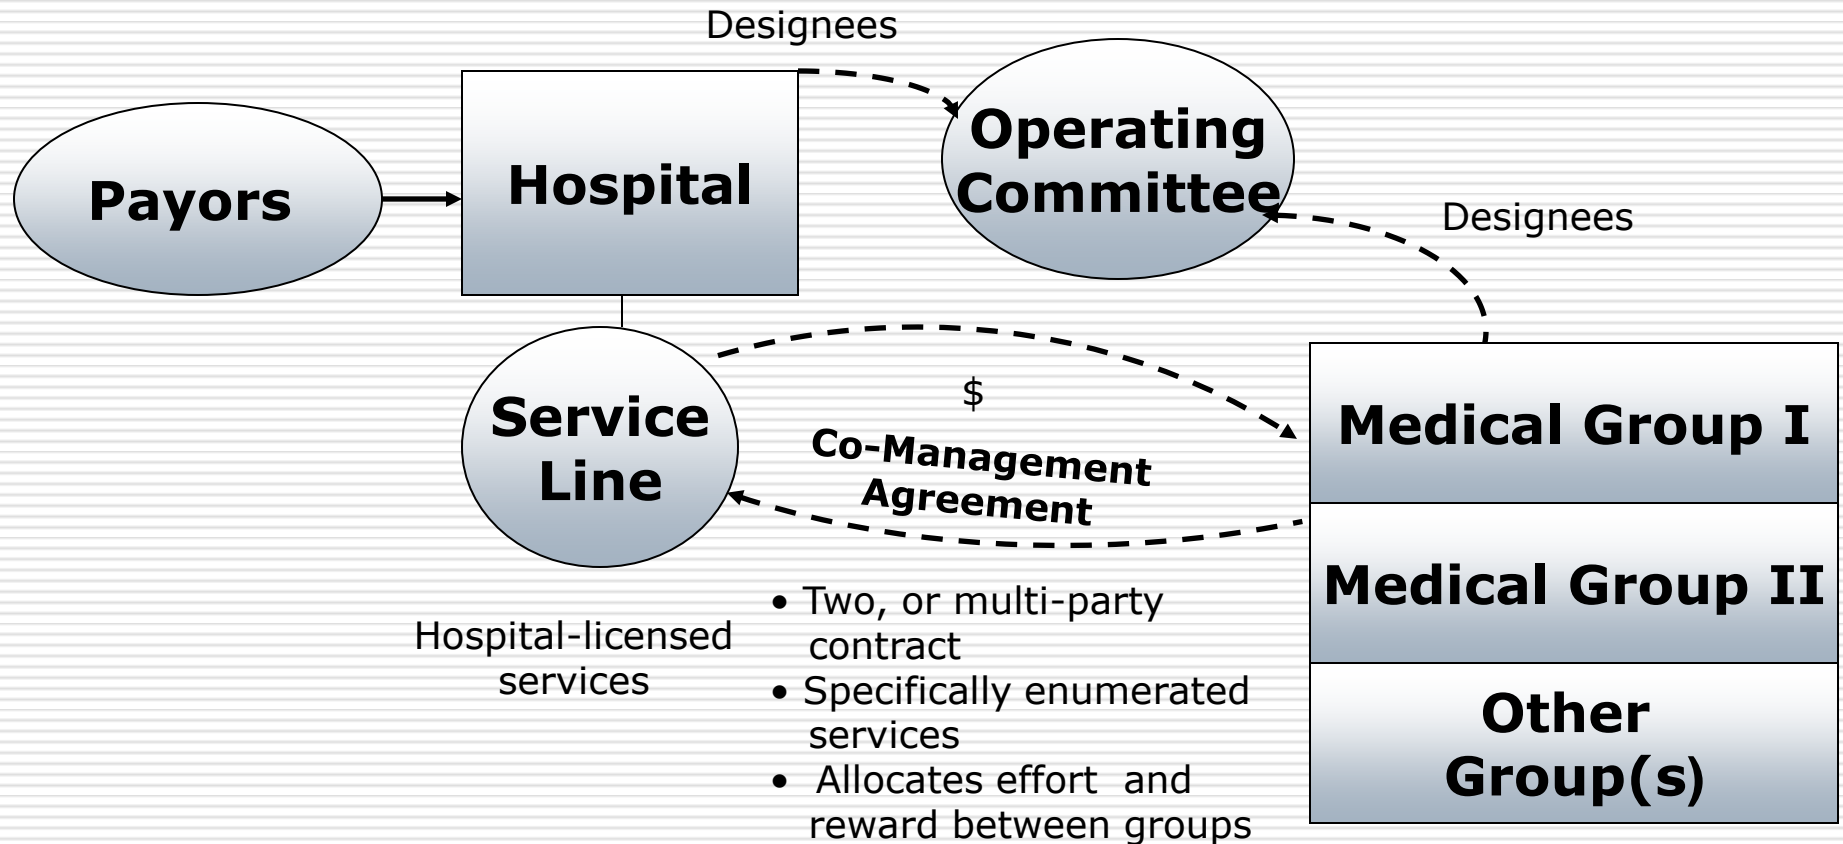 Designees
Payors
Hospital
Operating
Committee
Designees
Service
Line
$
Co-Management
Agreement
Medical Group I
Medical Group II
Other
Group(s)
Hospital-licensed
services
• Two, or multi-party
contract
• Specifically enumerated
services
• Allocates effort and
reward between groups